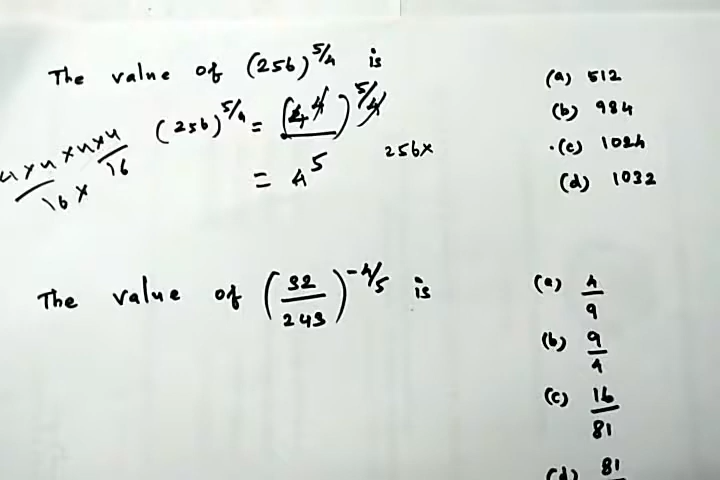 The value of (256)^5/4 is
(a) 512
(b) 984
(c) 1024
(d) 1032
(256)^5/4 = (4^4)^5/4
= 4^5
256×
4×4×4×4
16× 16
The value of (32/243)^-4/5 is
(a) 4/9
(b) 9/4
(c) 16/81
(d) 81